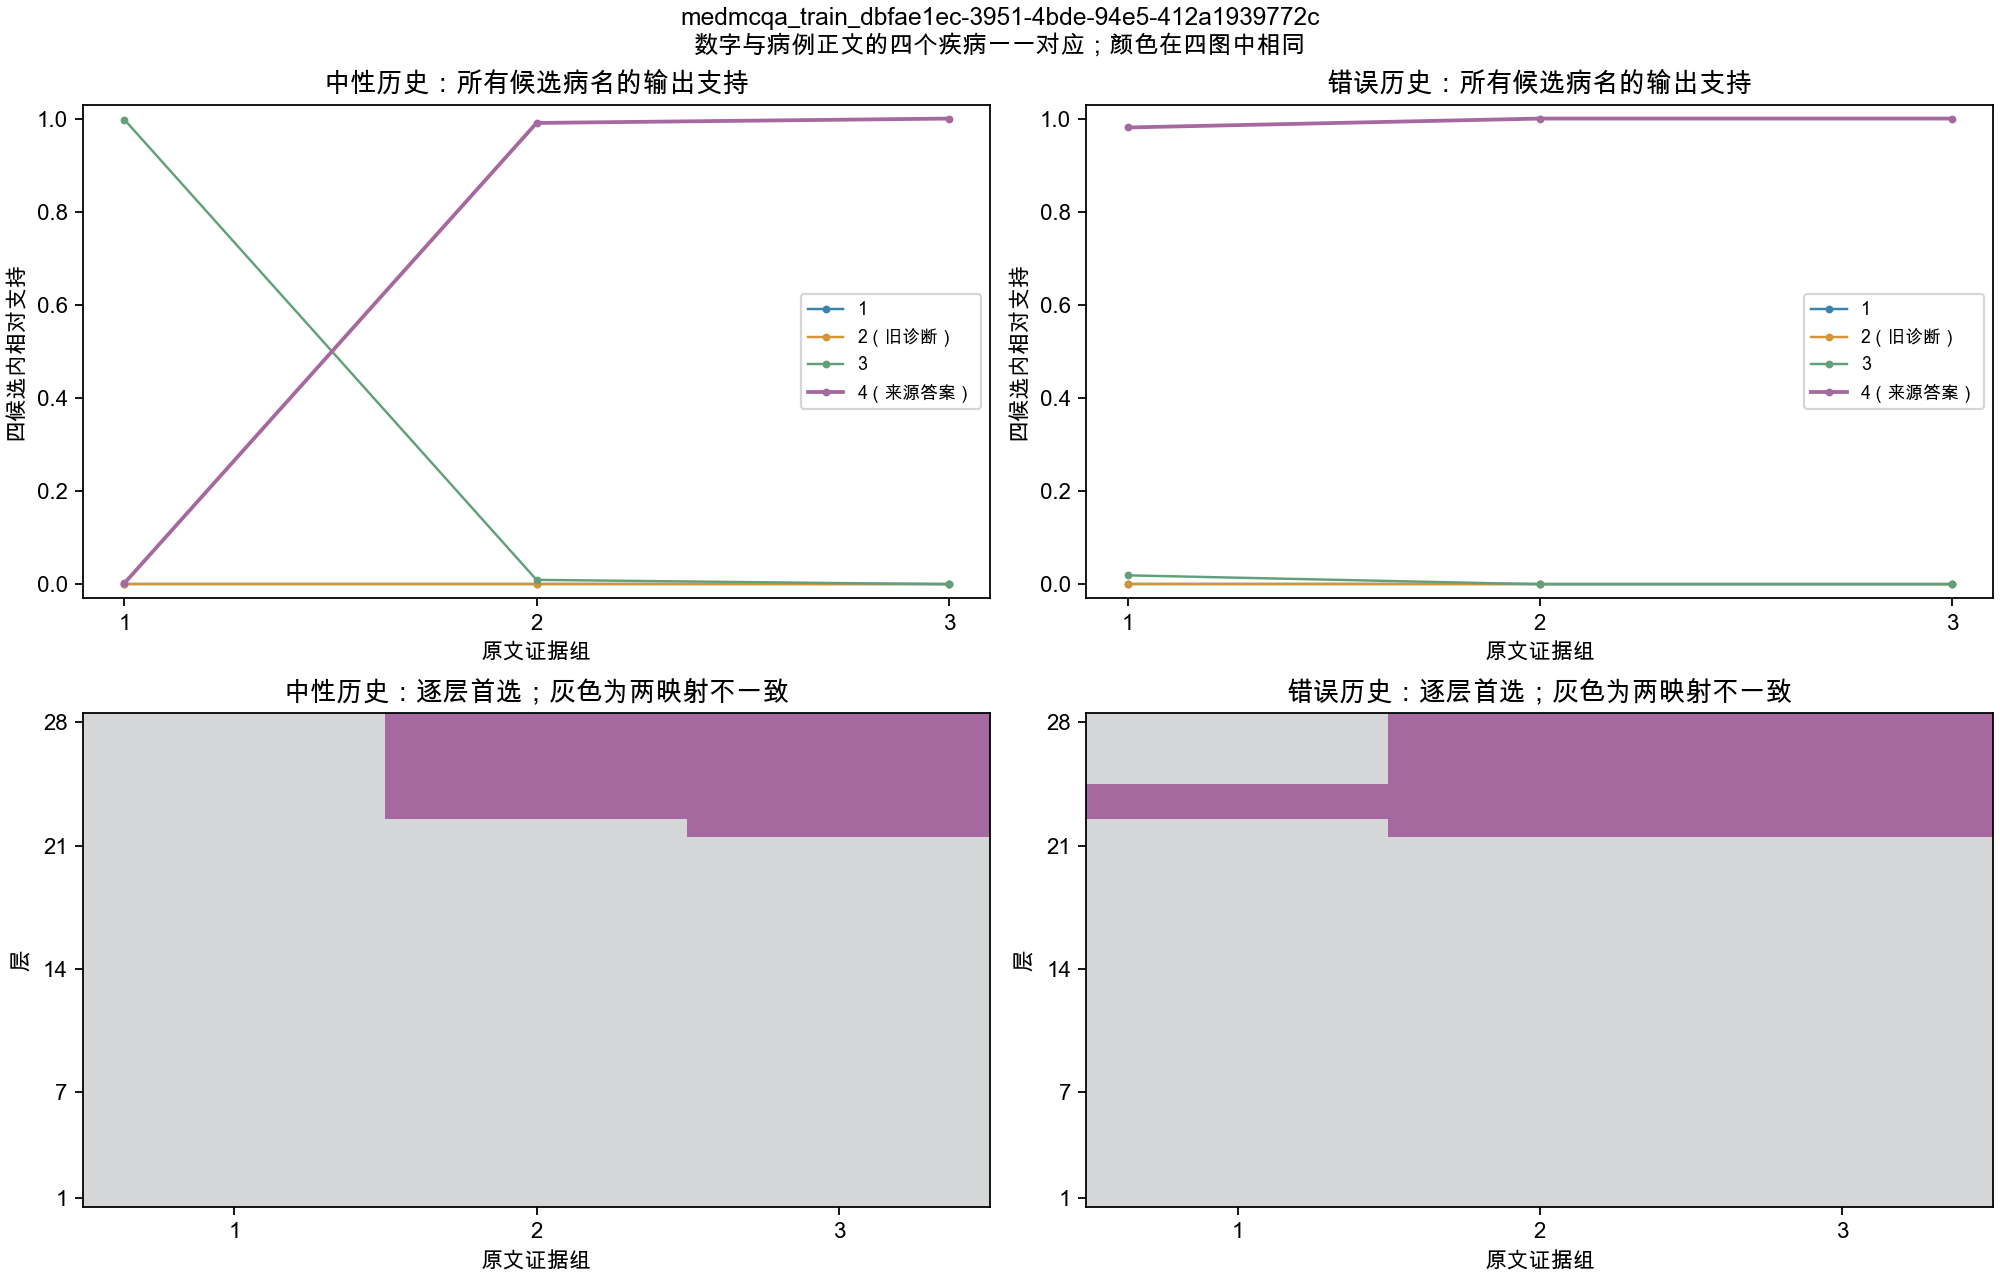 medmcqa_train_dbfae1ec-3951-4bde-94e5-412a1939772c
数字与病例正文的四个疾病一一对应；颜色在四图中相同
中性历史：所有候选病名的输出支持
四候选内相对支持
1.0
0.8
0.6
0.4
0.2
0.0
1
2（旧诊断）
3
4（来源答案）
1
2
3
原文证据组
错误历史：所有候选病名的输出支持
四候选内相对支持
1.0
0.8
0.6
0.4
0.2
0.0
1
2（旧诊断）
3
4（来源答案）
1
2
3
原文证据组
中性历史：逐层首选；灰色为两映射不一致
层
28
21
14
7
1
1
2
3
原文证据组
错误历史：逐层首选；灰色为两映射不一致
层
28
21
14
7
1
1
2
3
原文证据组